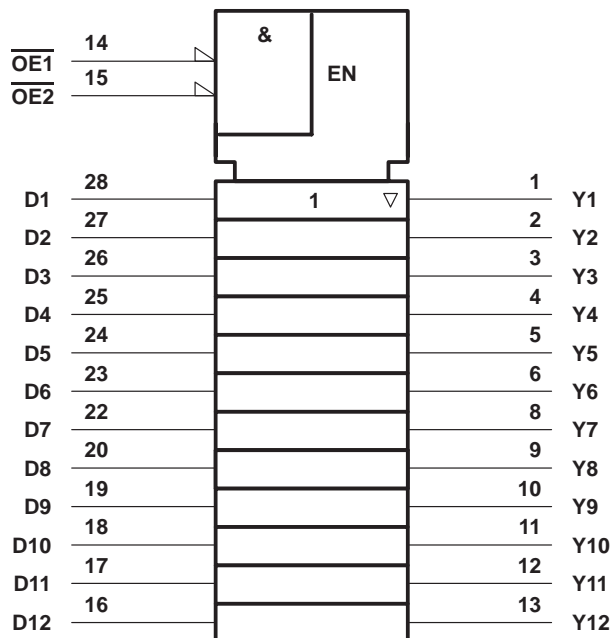 &
14
OE1
EN
15
OE2
28 1
D1 1 ▽ Y1
27 2
D2 Y2
26 3
D3 Y3
25 4
D4 Y4
24 5
D5 Y5
23 6
D6 Y6
22 8
D7 Y7
20 9
D8 Y8
19 10
D9 Y9
18 11
D10 Y10
17 12
D11 Y11
16 13
D12 Y12